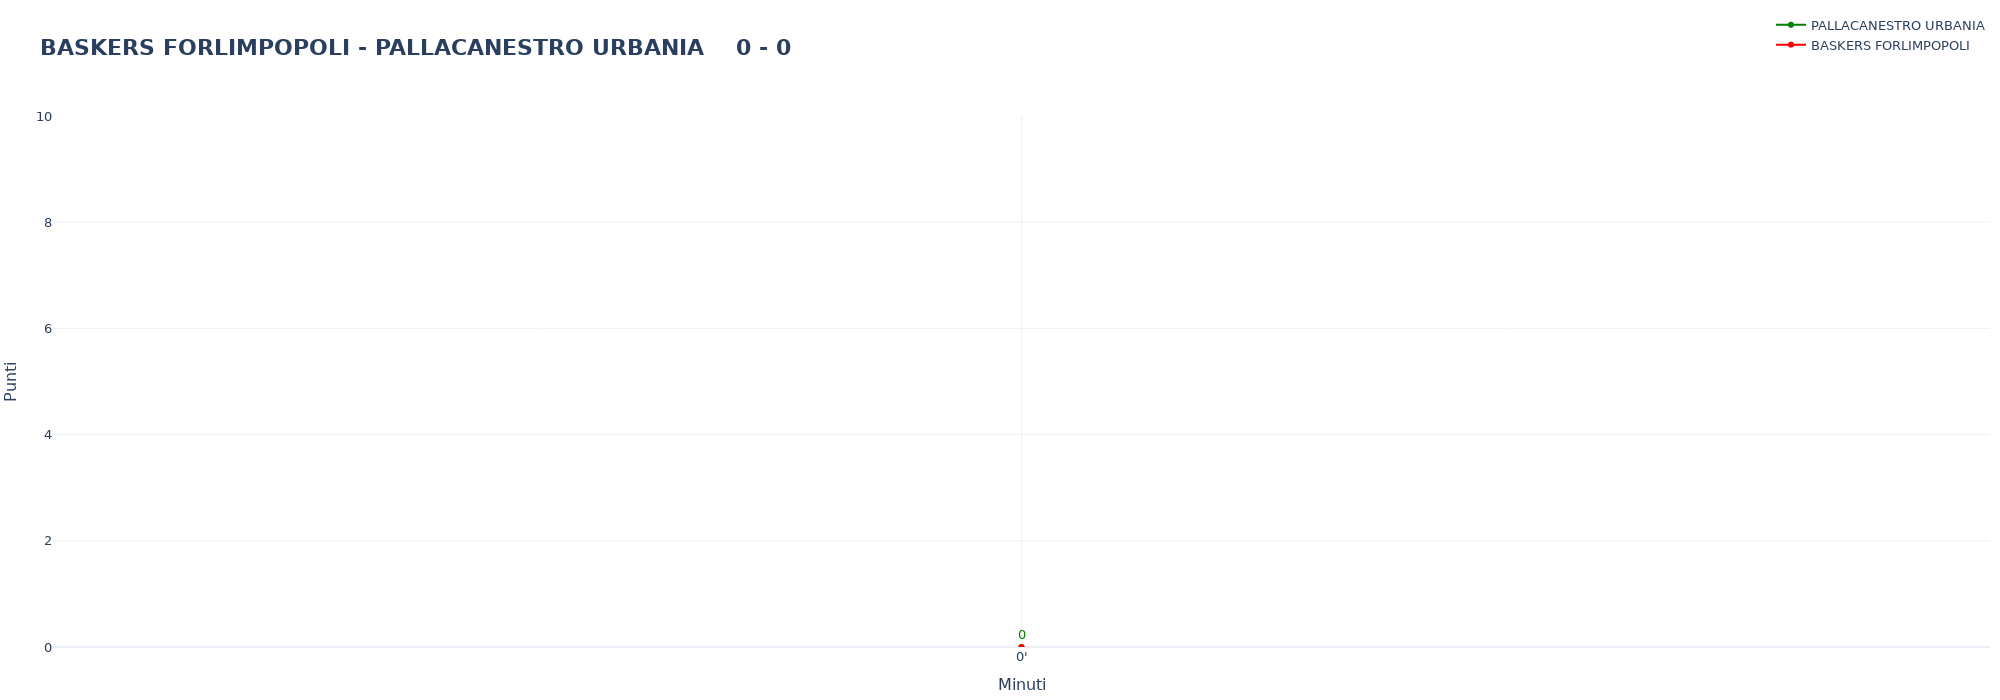 BASKERS FORLIMPOPOLI - PALLACANESTRO URBANIA 0 - 0
PALLACANESTRO URBANIA
BASKERS FORLIMPOPOLI
10
8
6
4
2
0
Punti
0
0'
Minuti